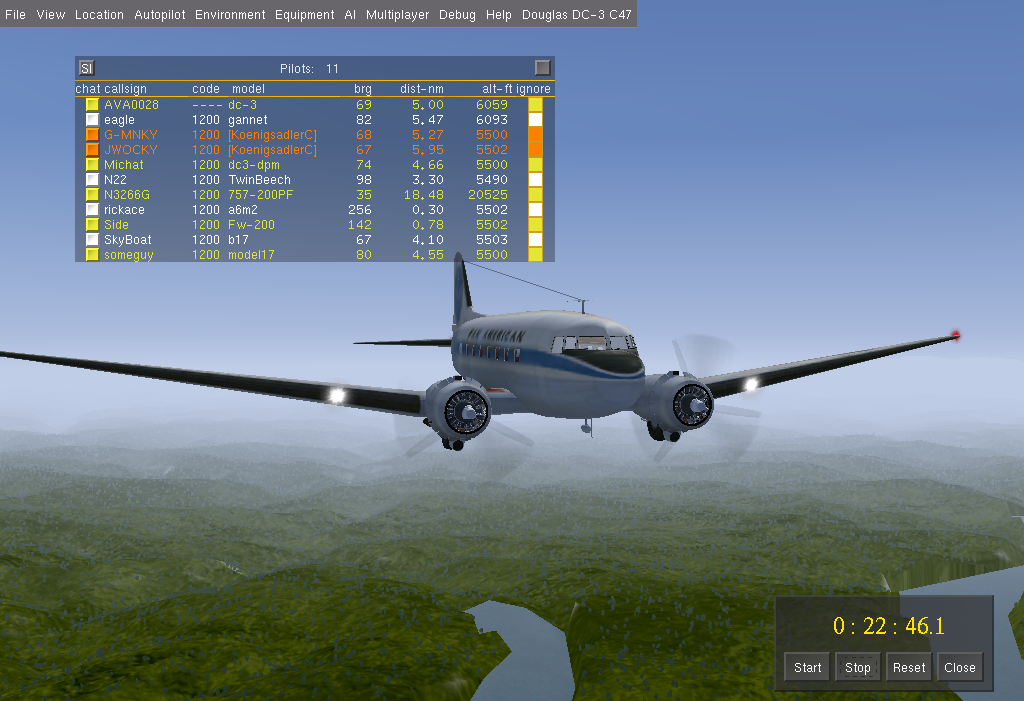 File View Location Autopilot Environment Equipment AI Multiplayer Debug Help Douglas DC-3 C47
SI Pilots: 11
chat callsign code model brg dist-nm alt-ft ignore
AVA0028 ---- dc-3 69 5.00 6059
eagle 1200 gannet 82 5.47 6093
G-MNKY 1200 [KoenigsadlerC] 68 5.27 5500
JWOCKY 1200 [KoenigsadlerC] 67 5.95 5502
Michat 1200 dc3-dpm 74 4.66 5500
N22 1200 TwinBeech 98 3.30 5490
N3266G 1200 757-200PF 35 18.48 20525
rickace 1200 a6m2 256 0.30 5502
Side 1200 Fw-200 142 0.78 5502
SkyBoat 1200 b17 67 4.10 5503
someguy 1200 model17 80 4.55 5500
PAN AMERICAN
0 : 22 : 46.1
Start Stop Reset Close